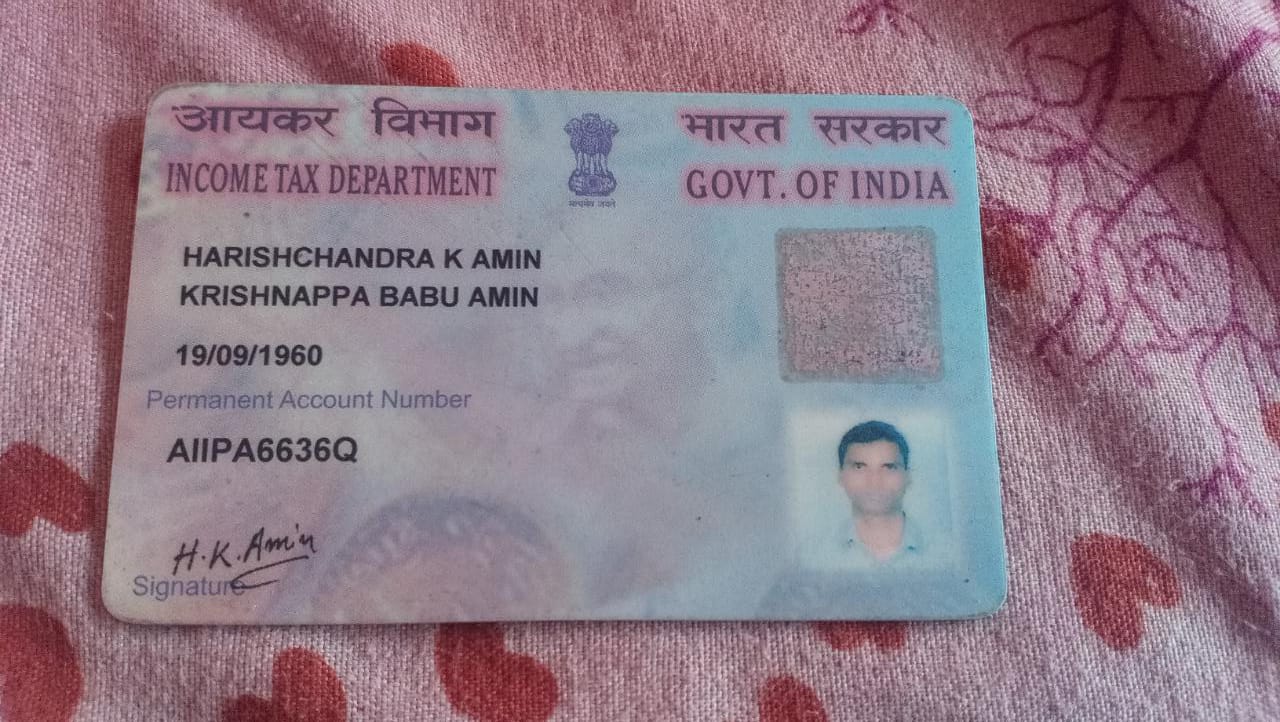 आयकर विभाग
INCOME TAX DEPARTMENT
सत्यमेव जयते
भारत सरकार
GOVT. OF INDIA
HARISHCHANDRA K AMIN
KRISHNAPPA BABU AMIN
19/09/1960
Permanent Account Number
AIIPA6636Q
H.K.Amin
Signature